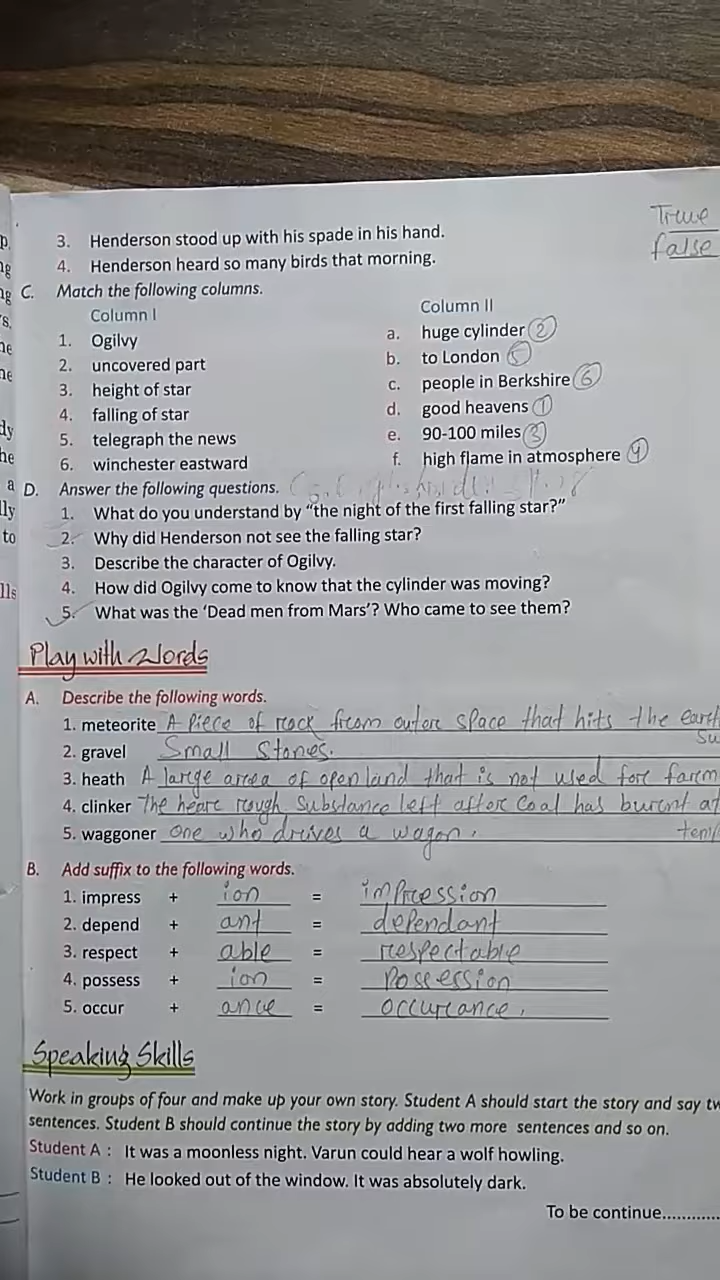 3. Henderson stood up with his spade in his hand. True
4. Henderson heard so many birds that morning. false
C. Match the following columns.
Column I Column II
1. Ogilvy a. huge cylinder 2
2. uncovered part b. to London 5
3. height of star c. people in Berkshire 6
4. falling of star d. good heavens 1
5. telegraph the news e. 90-100 miles 3
6. winchester eastward f. high flame in atmosphere 4
D. Answer the following questions.
1. What do you understand by “the night of the first falling star?”
2. Why did Henderson not see the falling star?
3. Describe the character of Ogilvy.
4. How did Ogilvy come to know that the cylinder was moving?
5. What was the ‘Dead men from Mars’? Who came to see them?
Play with Words
A. Describe the following words.
1. meteorite A piece of rock from outer space that hits the earth
su
2. gravel Small stones.
3. heath A large area of open land that is not used for farm
4. clinker the hear rough substance left after coal has burnt at
5. waggoner one who drives a wagon. temp
B. Add suffix to the following words.
1. impress + ion = impression
2. depend + ant = dependant
3. respect + able = respectable
4. possess + ion = possession
5. occur + ance = occurance.
Speaking Skills
Work in groups of four and make up your own story. Student A should start the story and say tw
sentences. Student B should continue the story by adding two more sentences and so on.
Student A : It was a moonless night. Varun could hear a wolf howling.
Student B : He looked out of the window. It was absolutely dark.
To be continue............